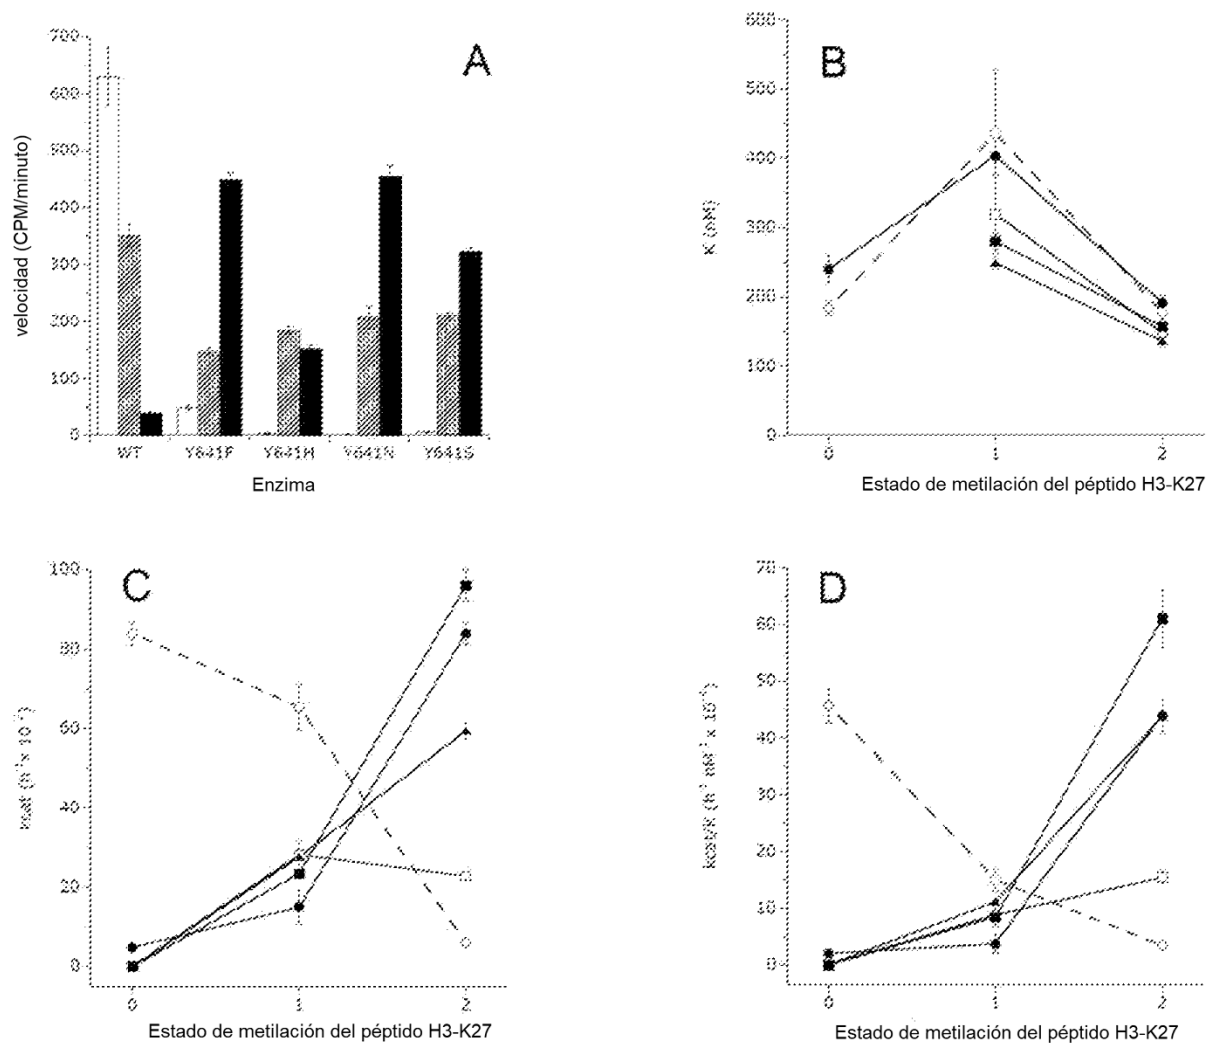 A
velocidad (CPM/minuto)
700
600
500
400
300
200
100
0
WT Y641F Y641H Y641N Y641S
Enzima
B
K (nM)
600
500
400
300
200
100
0
0 1 2
Estado de metilación del péptido H3-K27
C
100
80
60
40
20
0
0 1 2
Estado de metilación del péptido H3-K27
D
70
60
50
40
30
20
10
0
0 1 2
Estado de metilación del péptido H3-K27